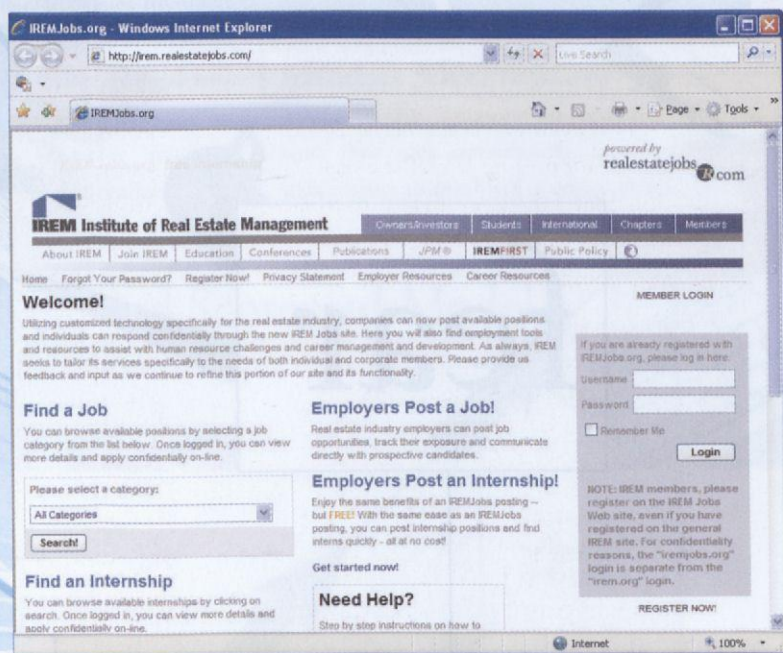 IREMJobs.org - Windows Internet Explorer
http://irem.realestatejobs.com/
Live Search
IREMJobs.org
Page
Tools
powered by
realestatejobs.com
IREM Institute of Real Estate Management
Owners/Investors Students International Chapters Members
About IREM Join IREM Education Conferences Publications JPM® IREMFIRST Public Policy
Home Forgot Your Password? Register Now! Privacy Statement Employer Resources Career Resources
Welcome!
Utilizing customized technology specifically for the real estate industry, companies can now post available positions
and individuals can respond confidentially through the new IREM Jobs site. Here you will also find employment tools
and resources to assist with human resource challenges and career management and development. As always, IREM
seeks to tailor its services specifically to the needs of both individual and corporate members. Please provide us
feedback and input as we continue to refine this portion of our site and its functionality.
Find a Job
You can browse available positions by selecting a job
category from the list below. Once logged in, you can view
more details and apply confidentially on-line.
Please select a category:
All Categories
Search!
Find an Internship
You can browse available internships by clicking on
search. Once logged in, you can view more details and
apply confidentially on-line.
Employers Post a Job!
Real estate industry employers can post job
opportunities, track their exposure and communicate
directly with prospective candidates.
Employers Post an Internship!
Enjoy the same benefits of an IREMJobs posting --
but FREE! With the same ease as an IREMJobs
posting, you can post internship positions and find
interns quickly - all at no cost!
Get started now!
Need Help?
Step by step instructions on how to
MEMBER LOGIN
If you are already registered with
IREMJobs.org, please log in here.
Username
Password
Remember Me
Login
NOTE: IREM members, please
register on the IREM Jobs
Web site, even if you have
registered on the general
IREM site. For confidentiality
reasons, the "iremjobs.org"
login is separate from the
"irem.org" login.
REGISTER NOW!
Internet
100%